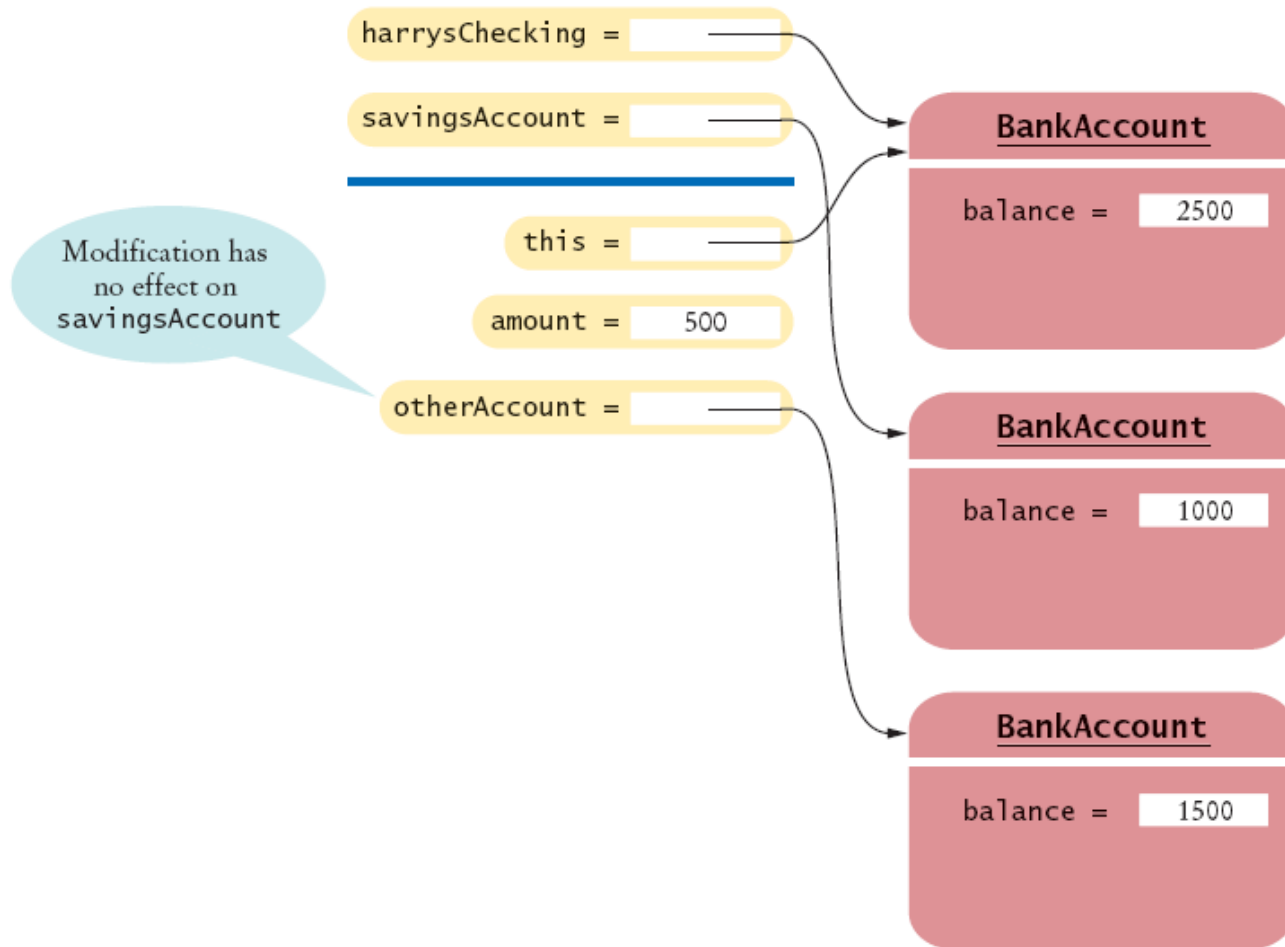 harrysChecking =
savingsAccount =
this =
amount = 500
otherAccount =
Modification has
no effect on
savingsAccount
BankAccount
balance = 2500
BankAccount
balance = 1000
BankAccount
balance = 1500